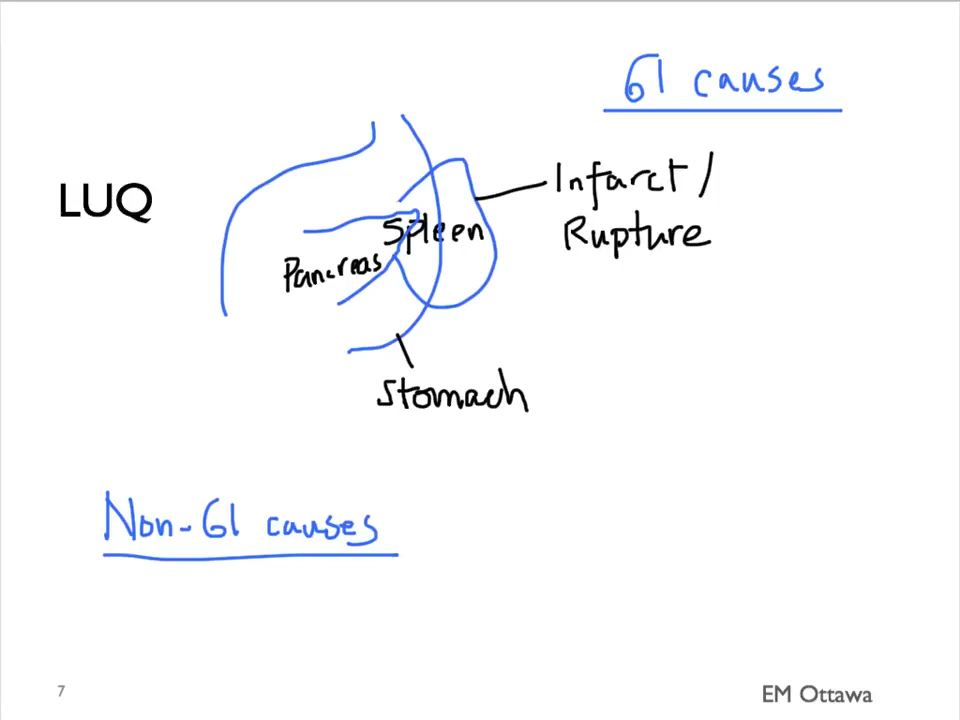 GI causes
LUQ
Infarct /
Rupture
Spleen
Pancreas
Stomach
Non-GI causes
7
EM Ottawa